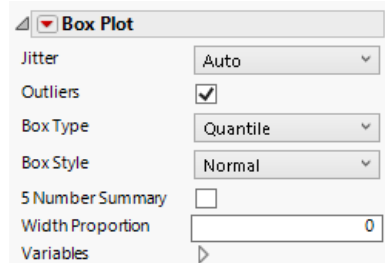 Box Plot
Jitter Auto
Outliers
Box Type Quantile
Box Style Normal
5 Number Summary
Width Proportion 0
Variables